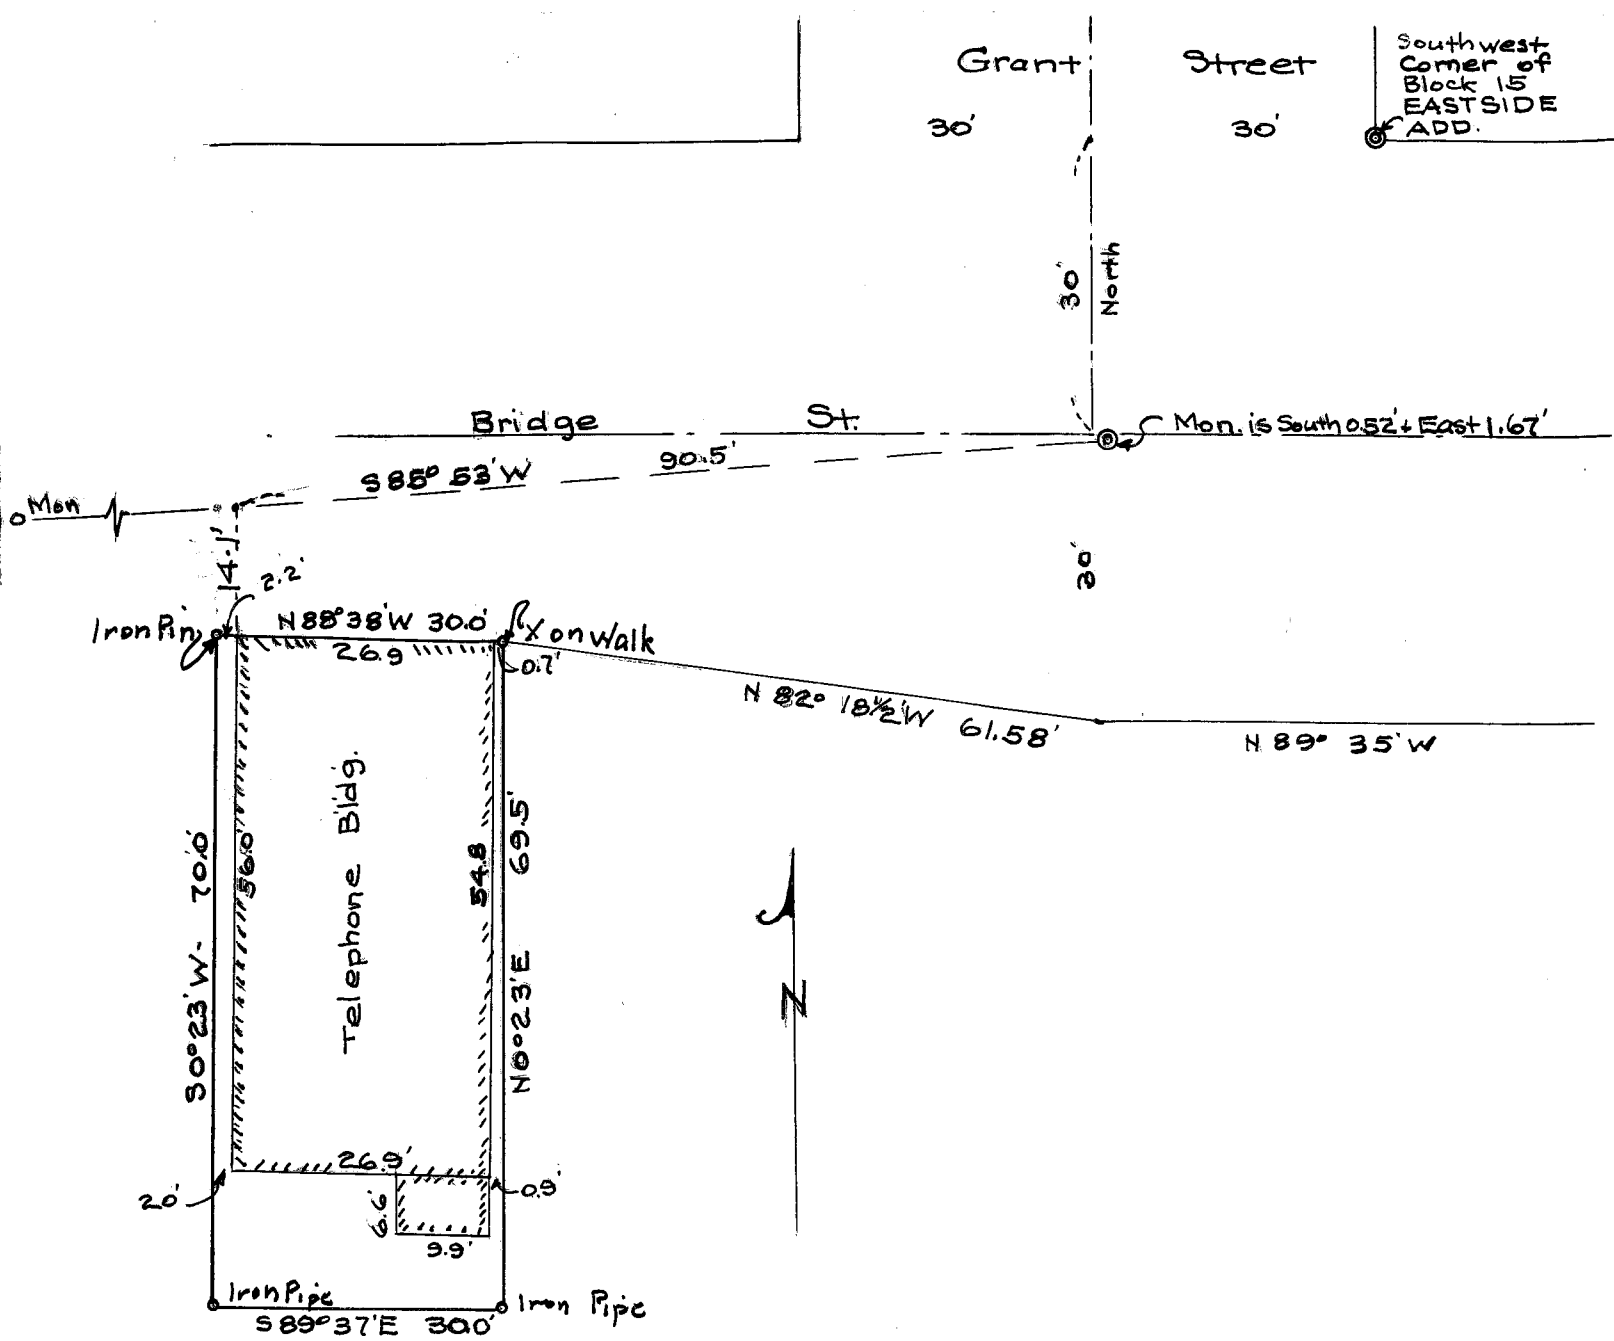 Grant Street
Southwest
Corner of
Block 15
EASTSIDE
ADD.
30' 30'
30'
North
Bridge St.
Mon. is South 0.52' + East 1.67'
S 85° 53' W 90.5'
Mon
14.1'
2.2'
30'
Iron Pin
N 88° 38' W 30.0'
X on Walk
26.9
0.7'
N 82° 18½' W 61.58'
N 89° 35' W
S 0° 23' W - 70.0'
56.0'
Telephone Bldg.
54.8
N 0° 23' E 69.5'
N
26.9'
2.0'
0.9'
6.6'
9.9'
Iron Pipe
Iron Pipe
S 89° 37' E 30.0'